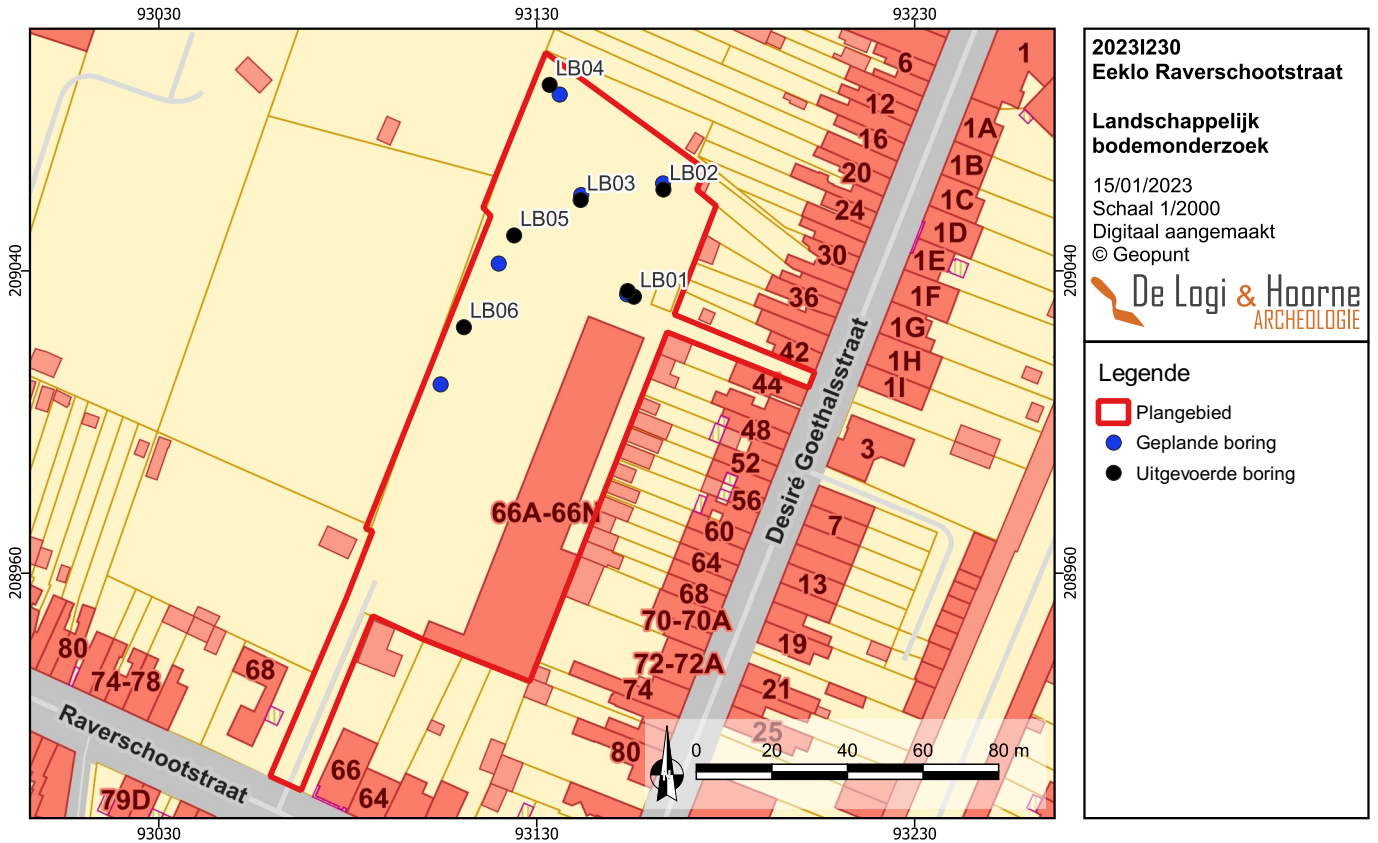 93030
93130
93230
209040
208960
209040
208960
93030
93130
93230
LB04
LB02
LB03
LB05
LB01
LB06
6
12
16
20
24
30
36
42
44
48
52
56
60
64
68
70-70A
72-72A
74
80
1
1A
1B
1C
1D
1E
1F
1G
1H
1I
3
7
13
19
21
25
66A-66N
80
74-78
68
66
64
79D
Desiré Goethalsstraat
Raverschootstraat
N
0 20 40 60 80 m
2023I230
Eeklo Raverschootstraat
Landschappelijk
bodemonderzoek
15/01/2023
Schaal 1/2000
Digitaal aangemaakt
© Geopunt
De Logi & Hoorne
ARCHEOLOGIE
Legende
Plangebied
Geplande boring
Uitgevoerde boring